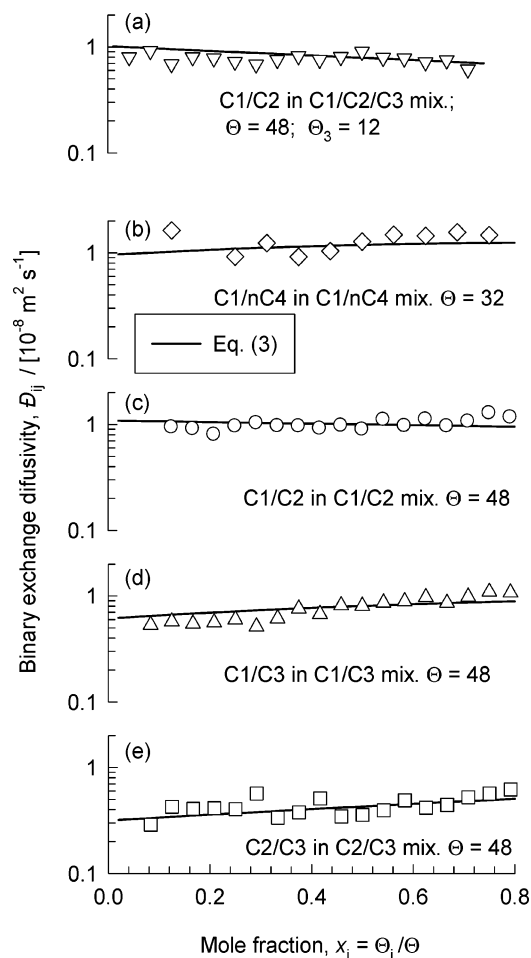 (a)
1
0.1
C1/C2 in C1/C2/C3 mix.;
Θ = 48; Θ3 = 12
(b)
1
0.1
C1/nC4 in C1/nC4 mix. Θ = 32
Eq. (3)
(c)
1
0.1
C1/C2 in C1/C2 mix. Θ = 48
(d)
1
0.1
C1/C3 in C1/C3 mix. Θ = 48
(e)
1
0.1
C2/C3 in C2/C3 mix. Θ = 48
0.0 0.2 0.4 0.6 0.8
Mole fraction, xi = Θi/Θ
Binary exchange difusivity, Đij / [10⁻⁸ m² s⁻¹]